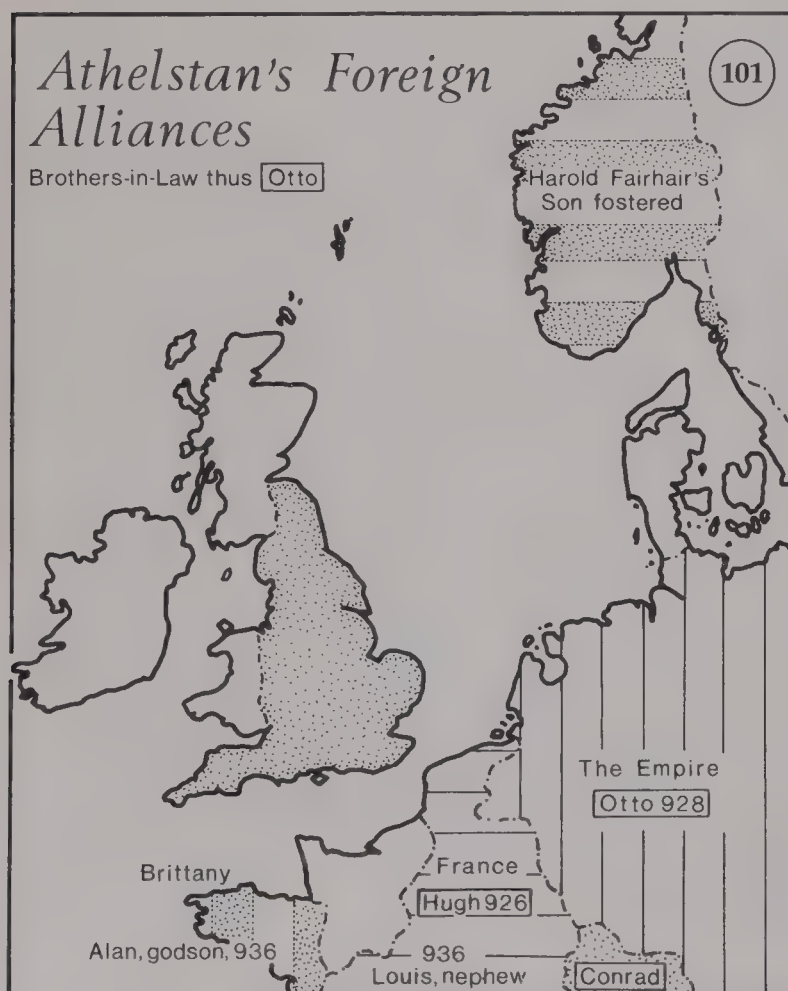 Athelstan's Foreign
Alliances
101
Brothers-in-Law thus Otto
Harold Fairhair's
Son fostered
The Empire
Otto 928
Brittany
France
Hugh 926
Alan, godson, 936
936
Louis, nephew
Conrad